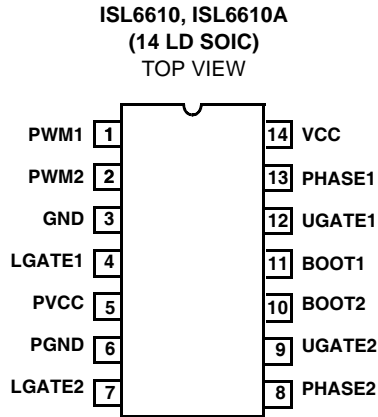 ISL6610, ISL6610A
(14 LD SOIC)
TOP VIEW
PWM1 1 14 VCC
PWM2 2 13 PHASE1
GND 3 12 UGATE1
LGATE1 4 11 BOOT1
PVCC 5 10 BOOT2
PGND 6 9 UGATE2
LGATE2 7 8 PHASE2